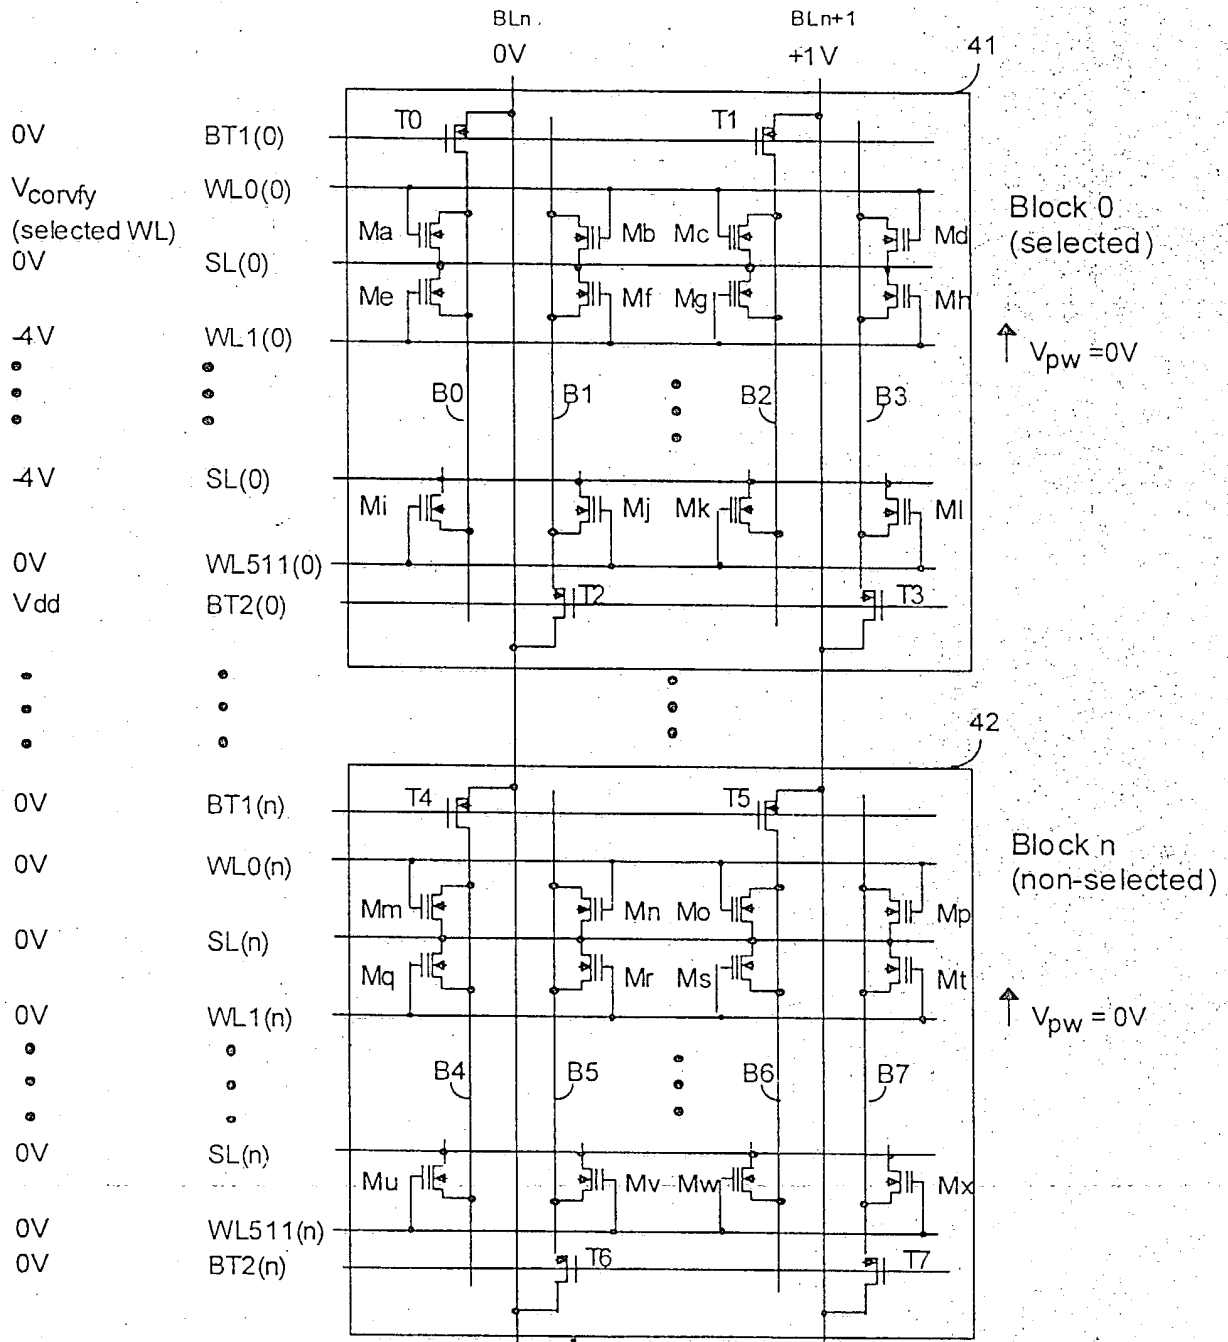 BLn BLn+1
0V +1V
41
0V BT1(0) T0 T1
Vcorvfy WL0(0)
(selected WL) Ma Mb Mc Md
Block 0
(selected)
0V SL(0)
Me Mf Mg Mh
-4V WL1(0)
Vpw =0V
B0 B1 B2 B3
-4V SL(0)
Mi Mj Mk Ml
0V WL511(0)
Vdd BT2(0) T2 T3
42
0V BT1(n) T4 T5
0V WL0(n)
Block n
(non-selected)
Mm Mn Mo Mp
0V SL(n)
Mq Mr Ms Mt
0V WL1(n)
Vpw = 0V
B4 B5 B6 B7
0V SL(n)
Mu Mv Mw Mx
0V WL511(n)
0V BT2(n) T6 T7